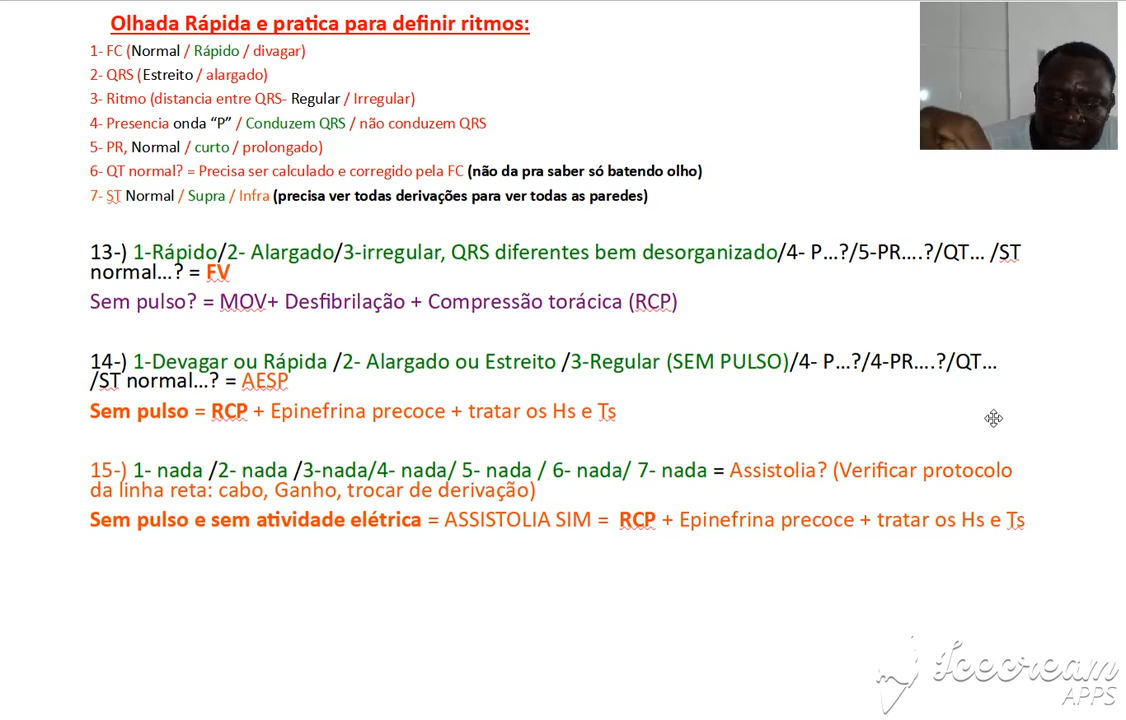 Olhada Rápida e pratica para definir ritmos:
1- FC (Normal / Rápido / divagar)
2- QRS (Estreito / alargado)
3- Ritmo (distancia entre QRS- Regular / Irregular)
4- Presencia onda “P” / Conduzem QRS / não conduzem QRS
5- PR, Normal / curto / prolongado)
6- QT normal? = Precisa ser calculado e corregido pela FC (não da pra saber só batendo olho)
7- ST Normal / Supra / Infra (precisa ver todas derivações para ver todas as paredes)
13-) 1-Rápido/2- Alargado/3-irregular, QRS diferentes bem desorganizado/4- P...?/5-PR....?/QT... /ST
normal...? = FV
Sem pulso? = MOV+ Desfibrilação + Compressão torácica (RCP)
14-) 1-Devagar ou Rápida /2- Alargado ou Estreito /3-Regular (SEM PULSO)/4- P...?/4-PR....?/QT...
/ST normal...? = AESP
Sem pulso = RCP + Epinefrina precoce + tratar os Hs e Ts
15-) 1- nada /2- nada /3-nada/4- nada/ 5- nada / 6- nada/ 7- nada = Assistolia? (Verificar protocolo
da linha reta: cabo, Ganho, trocar de derivação)
Sem pulso e sem atividade elétrica = ASSISTOLIA SIM = RCP + Epinefrina precoce + tratar os Hs e Ts
Icecream
APPS